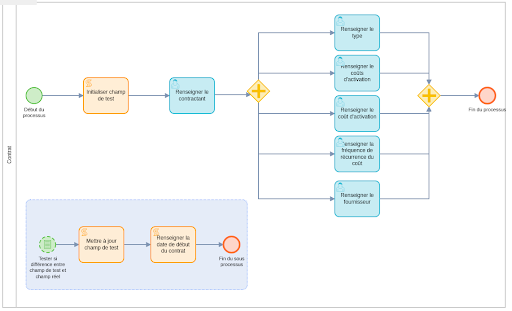 Renseigner le
type
Renseigner le
coûts
d'activation
Initialiser champ
de test
Renseigner le
contractant
Début du
processus
Renseigner le
coût d'activation
Fin du processus
Renseigner la
fréquence de
récurrence du
coût
Contrat
Renseigner le
fournisseur
Mettre à jour
champ de test
Renseigner la
date de début
du contrat
Tester si
différence entre
champ de test et
champ réel
Fin du sous
processus